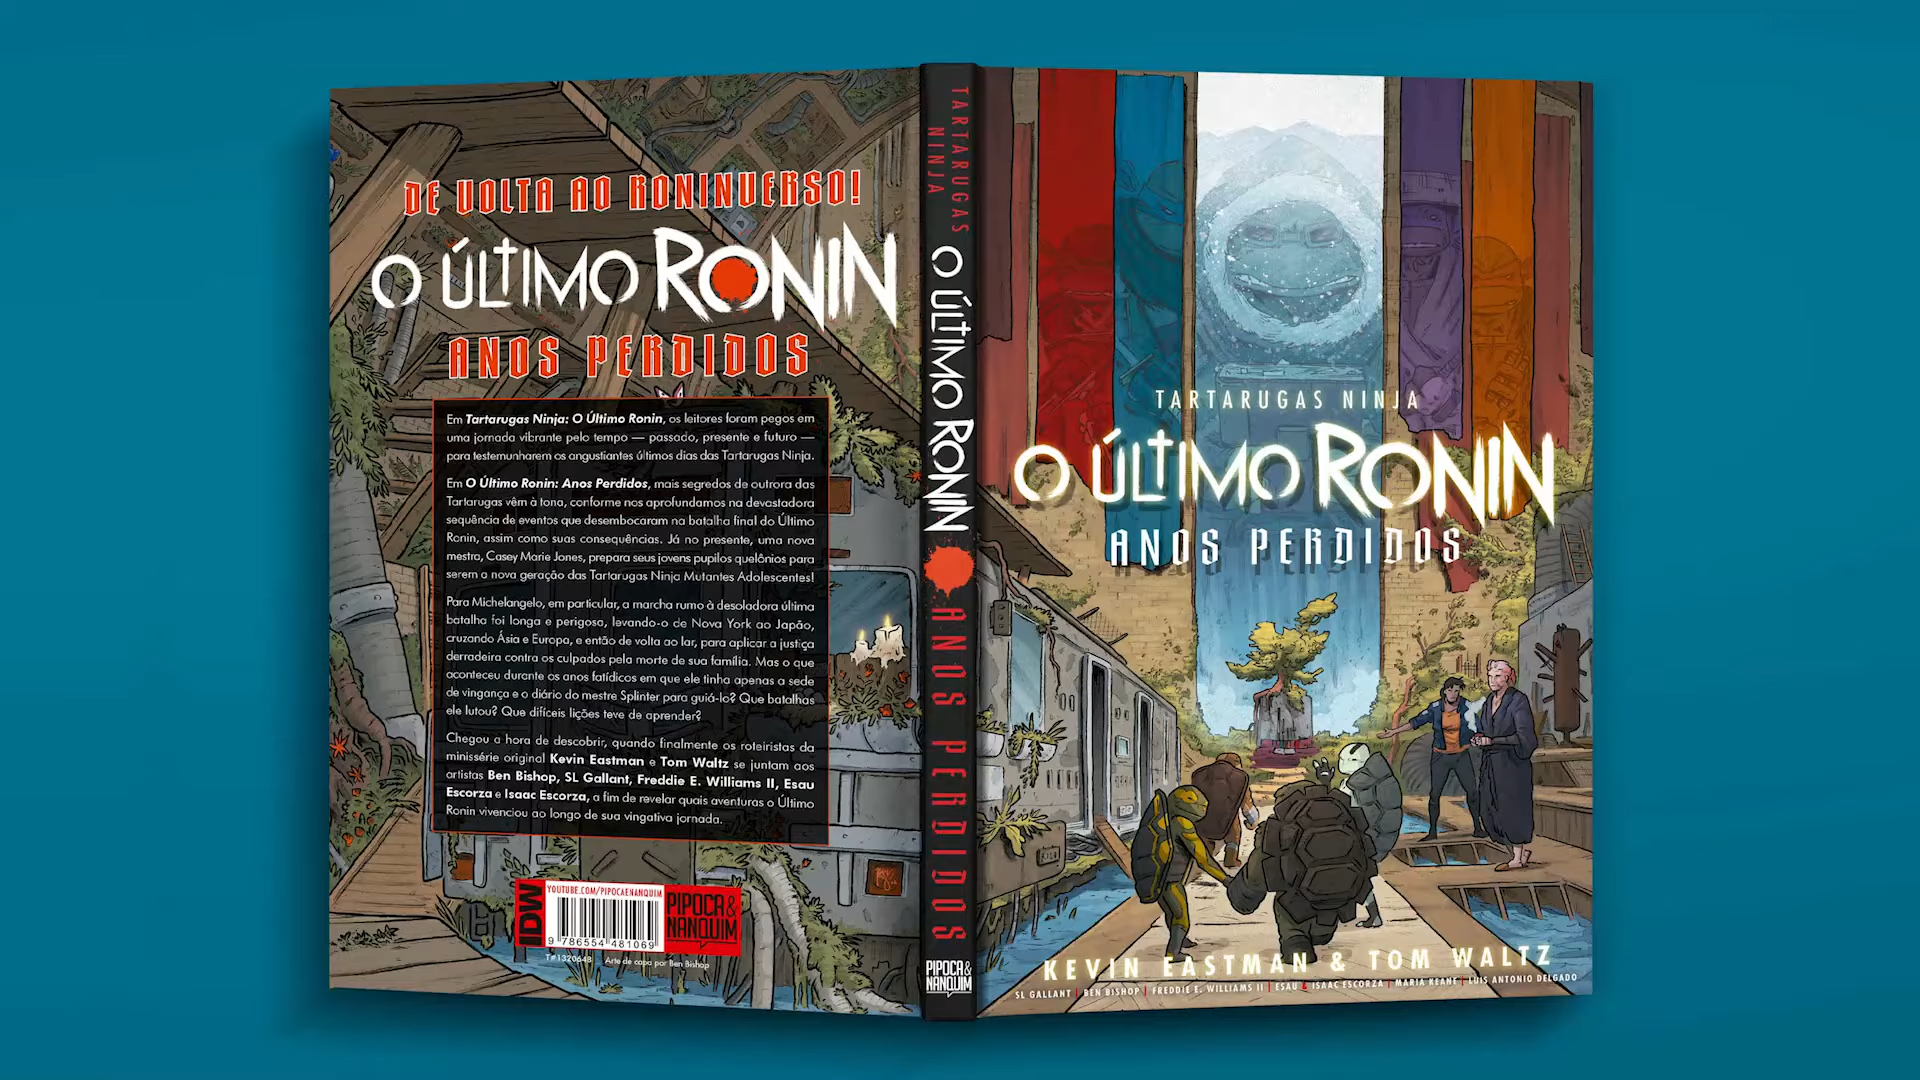 DE VOLTA AO RONINVERSO!
O ÚLTIMO RONIN
ANOS PERDIDOS
Em Tartarugas Ninja: O Último Ronin, os leitores foram pegos em
uma jornada vibrante pelo tempo — passado, presente e futuro —
para testemunharem os angustiantes últimos dias das Tartarugas Ninja.
Em O Último Ronin: Anos Perdidos, mais segredos de outrora das
Tartarugas vêm à tona, conforme nos aprofundamos na devastadora
sequência de eventos que desembocaram na batalha final do Último
Ronin, assim como suas consequências. Já no presente, uma nova
mestra, Casey Marie Jones, prepara seus jovens pupilos quelônios para
serem a nova geração das Tartarugas Ninja Mutantes Adolescentes!
Para Michelangelo, em particular, a marcha rumo à desoladora última
batalha foi longa e perigosa, levando-o de Nova York ao Japão,
cruzando Ásia e Europa, e então de volta ao lar, para aplicar a justiça
derradeira contra os culpados pela morte de sua família. Mas o que
aconteceu durante os anos fatídicos em que ele tinha apenas a sede
de vingança e o diário do mestre Splinter para guiá-lo? Que batalhas
ele lutou? Que difíceis lições teve de aprender?
Chegou a hora de descobrir, quando finalmente os roteiristas da
minissérie original Kevin Eastman e Tom Waltz se juntam aos
artistas Ben Bishop, SL Gallant, Freddie E. Williams II, Esau
Escorza e Isaac Escorza, a fim de revelar quais aventuras o Último
Ronin vivenciou ao longo de sua vingativa jornada.
IDW
YOUTUBE.COM/PIPOCAENANQUIM
9 786554 481069
PIPOCA&
NANQUIM
T#1320648 Arte de capa por Ben Bishop
TARTARUGAS
NINJA
O ÚLTIMO RONIN
ANOS PERDIDOS
PIPOCA&
NANQUIM
TARTARUGAS NINJA
O ÚLTIMO RONIN
ANOS PERDIDOS
KEVIN EASTMAN & TOM WALTZ
SL GALLANT | BEN BISHOP | FREDDIE E. WILLIAMS II | ESAU & ISAAC ESCORZA | MARIA KEANE | LUIS ANTONIO DELGADO